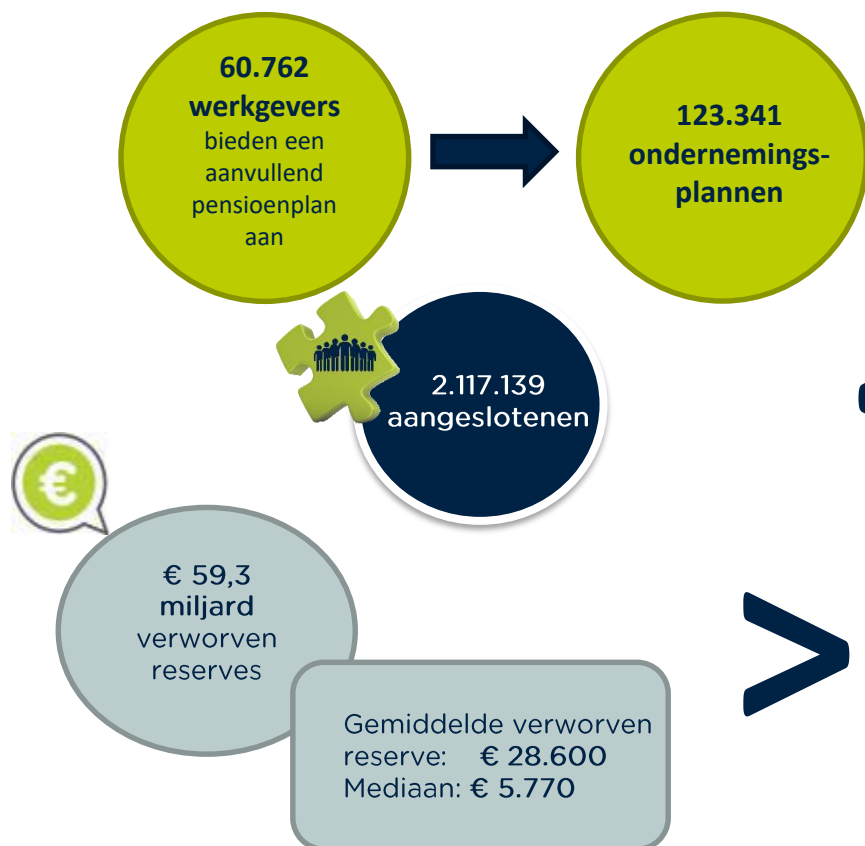 60.762
werkgevers
bieden een
aanvullend
pensioenplan
aan
123.341
ondernemings-
plannen
2.117.139
aangeslotenen
€
€ 59,3
miljard
verworven
reserves
>
Gemiddelde verworven
reserve: € 28.600
Mediaan: € 5.770